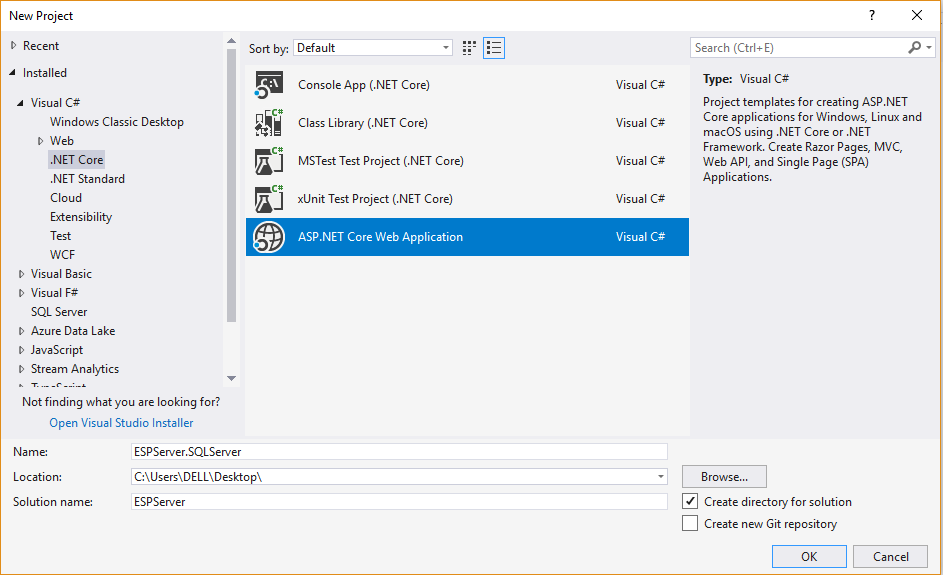 New Project
?
Recent
Installed
Visual C#
Windows Classic Desktop
Web
.NET Core
.NET Standard
Cloud
Extensibility
Test
WCF
Visual Basic
Visual F#
SQL Server
Azure Data Lake
JavaScript
Stream Analytics
TypeScript
Not finding what you are looking for?
Open Visual Studio Installer
Sort by: Default
Console App (.NET Core) Visual C#
Class Library (.NET Core) Visual C#
MSTest Test Project (.NET Core) Visual C#
xUnit Test Project (.NET Core) Visual C#
ASP.NET Core Web Application Visual C#
Search (Ctrl+E)
Type: Visual C#
Project templates for creating ASP.NET
Core applications for Windows, Linux and
macOS using .NET Core or .NET
Framework. Create Razor Pages, MVC,
Web API, and Single Page (SPA)
Applications.
Name: ESPServer.SQLServer
Location: C:\Users\DELL\Desktop\ Browse...
Solution name: ESPServer
Create directory for solution
Create new Git repository
OK Cancel